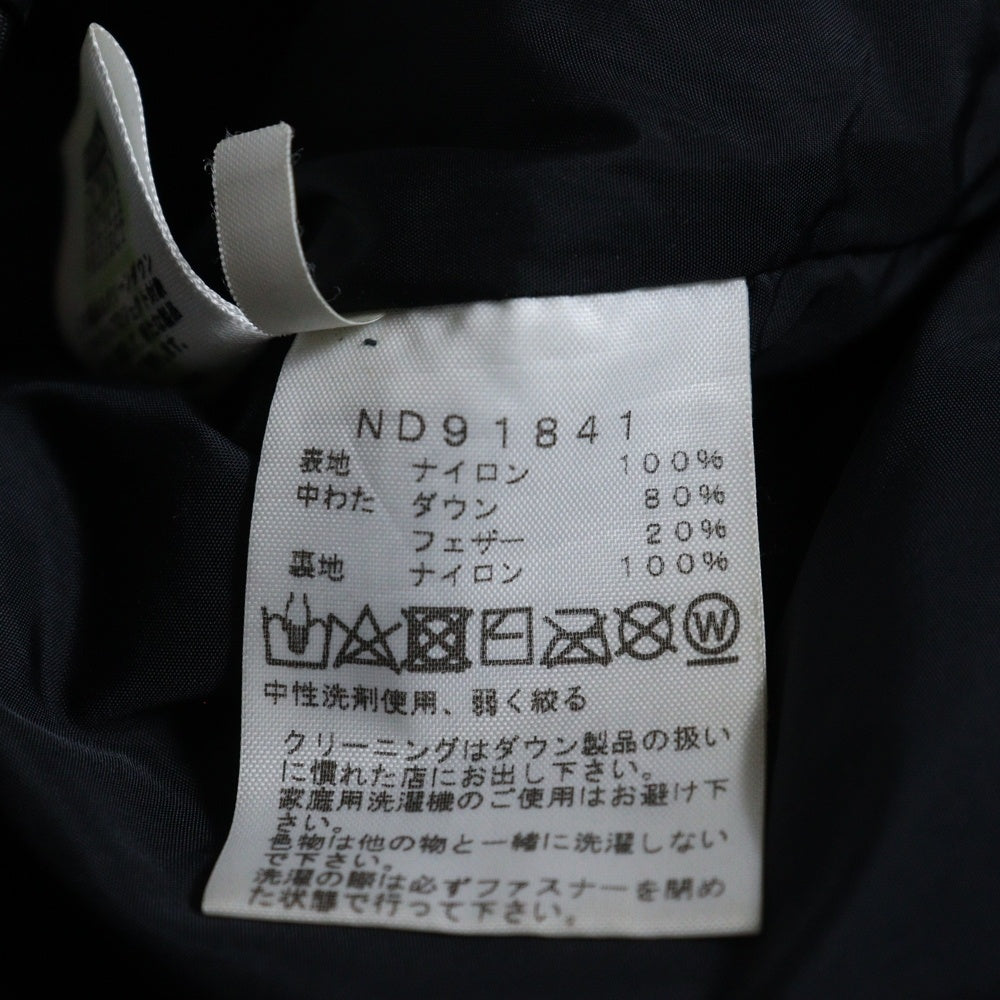 ND91841
表地 ナイロン 100%
中わた ダウン 80%
フェザー 20%
裏地 ナイロン 100%
W
中性洗剤使用、弱く絞る
クリーニングはダウン製品の扱い
に慣れた店にお出し下さい。
家庭用洗濯機のご使用はお避け下
さい。
色物は他の物と一緒に洗濯しない
で下さい。
洗濯の際は必ずファスナーを閉め
た状態で行って下さい。